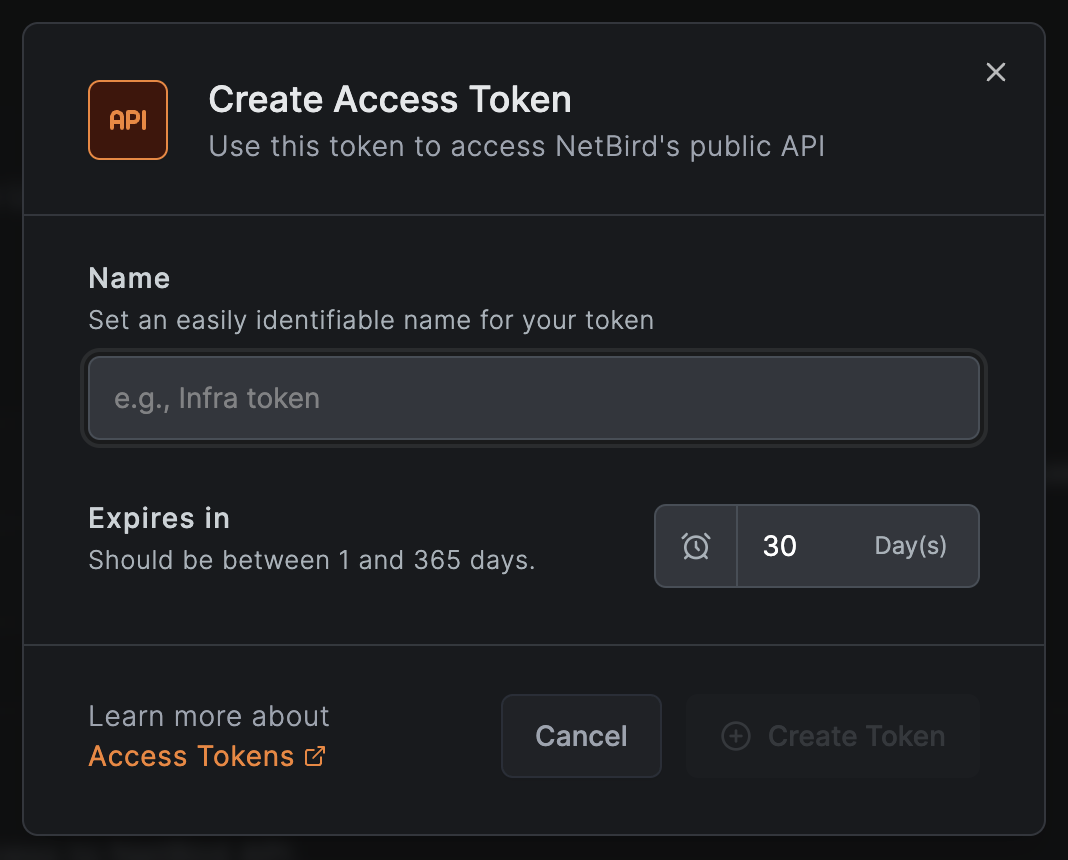 API
Create Access Token
Use this token to access NetBird's public API
Name
Set an easily identifiable name for your token
e.g., Infra token
Expires in
Should be between 1 and 365 days.
30 Day(s)
Learn more about
Access Tokens
Cancel
Create Token